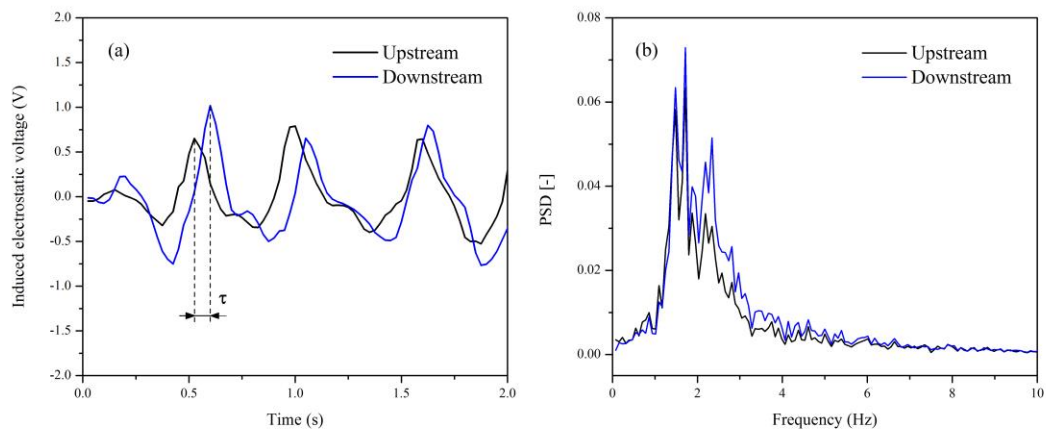 (a)
Upstream
Downstream
τ
Induced electrostatic voltage (V)
2.0
1.5
1.0
0.5
0.0
-0.5
-1.0
-1.5
-2.0
0.0 0.5 1.0 1.5 2.0
Time (s)
(b)
Upstream
Downstream
PSD [-]
0.08
0.06
0.04
0.02
0.00
0 2 4 6 8 10
Frequency (Hz)